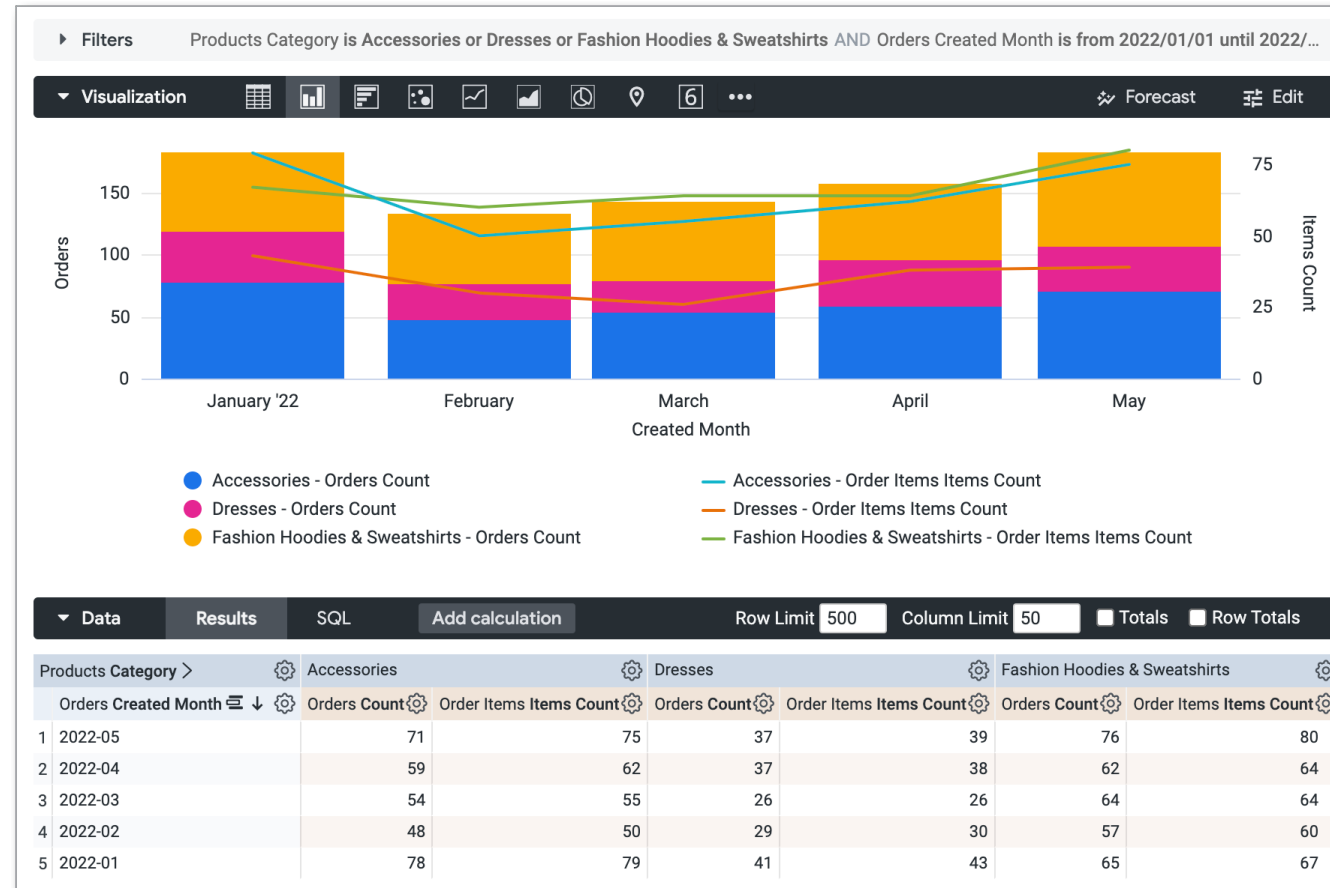 Filters Products Category is Accessories or Dresses or Fashion Hoodies & Sweatshirts AND Orders Created Month is from 2022/01/01 until 2022/...
Visualization 6 Forecast Edit
150
100
50
0
Orders
75
50
25
0
Items Count
January '22 February March April May
Created Month
Accessories - Orders Count Accessories - Order Items Items Count
Dresses - Orders Count Dresses - Order Items Items Count
Fashion Hoodies & Sweatshirts - Orders Count Fashion Hoodies & Sweatshirts - Order Items Items Count
Data Results SQL Add calculation Row Limit 500 Column Limit 50 Totals Row Totals
Products Category Accessories Dresses Fashion Hoodies & Sweatshirts
Orders Created Month Orders Count Order Items Items Count Orders Count Order Items Items Count Orders Count Order Items Items Count
1 2022-05 71 75 37 39 76 80
2 2022-04 59 62 37 38 62 64
3 2022-03 54 55 26 26 64 64
4 2022-02 48 50 29 30 57 60
5 2022-01 78 79 41 43 65 67